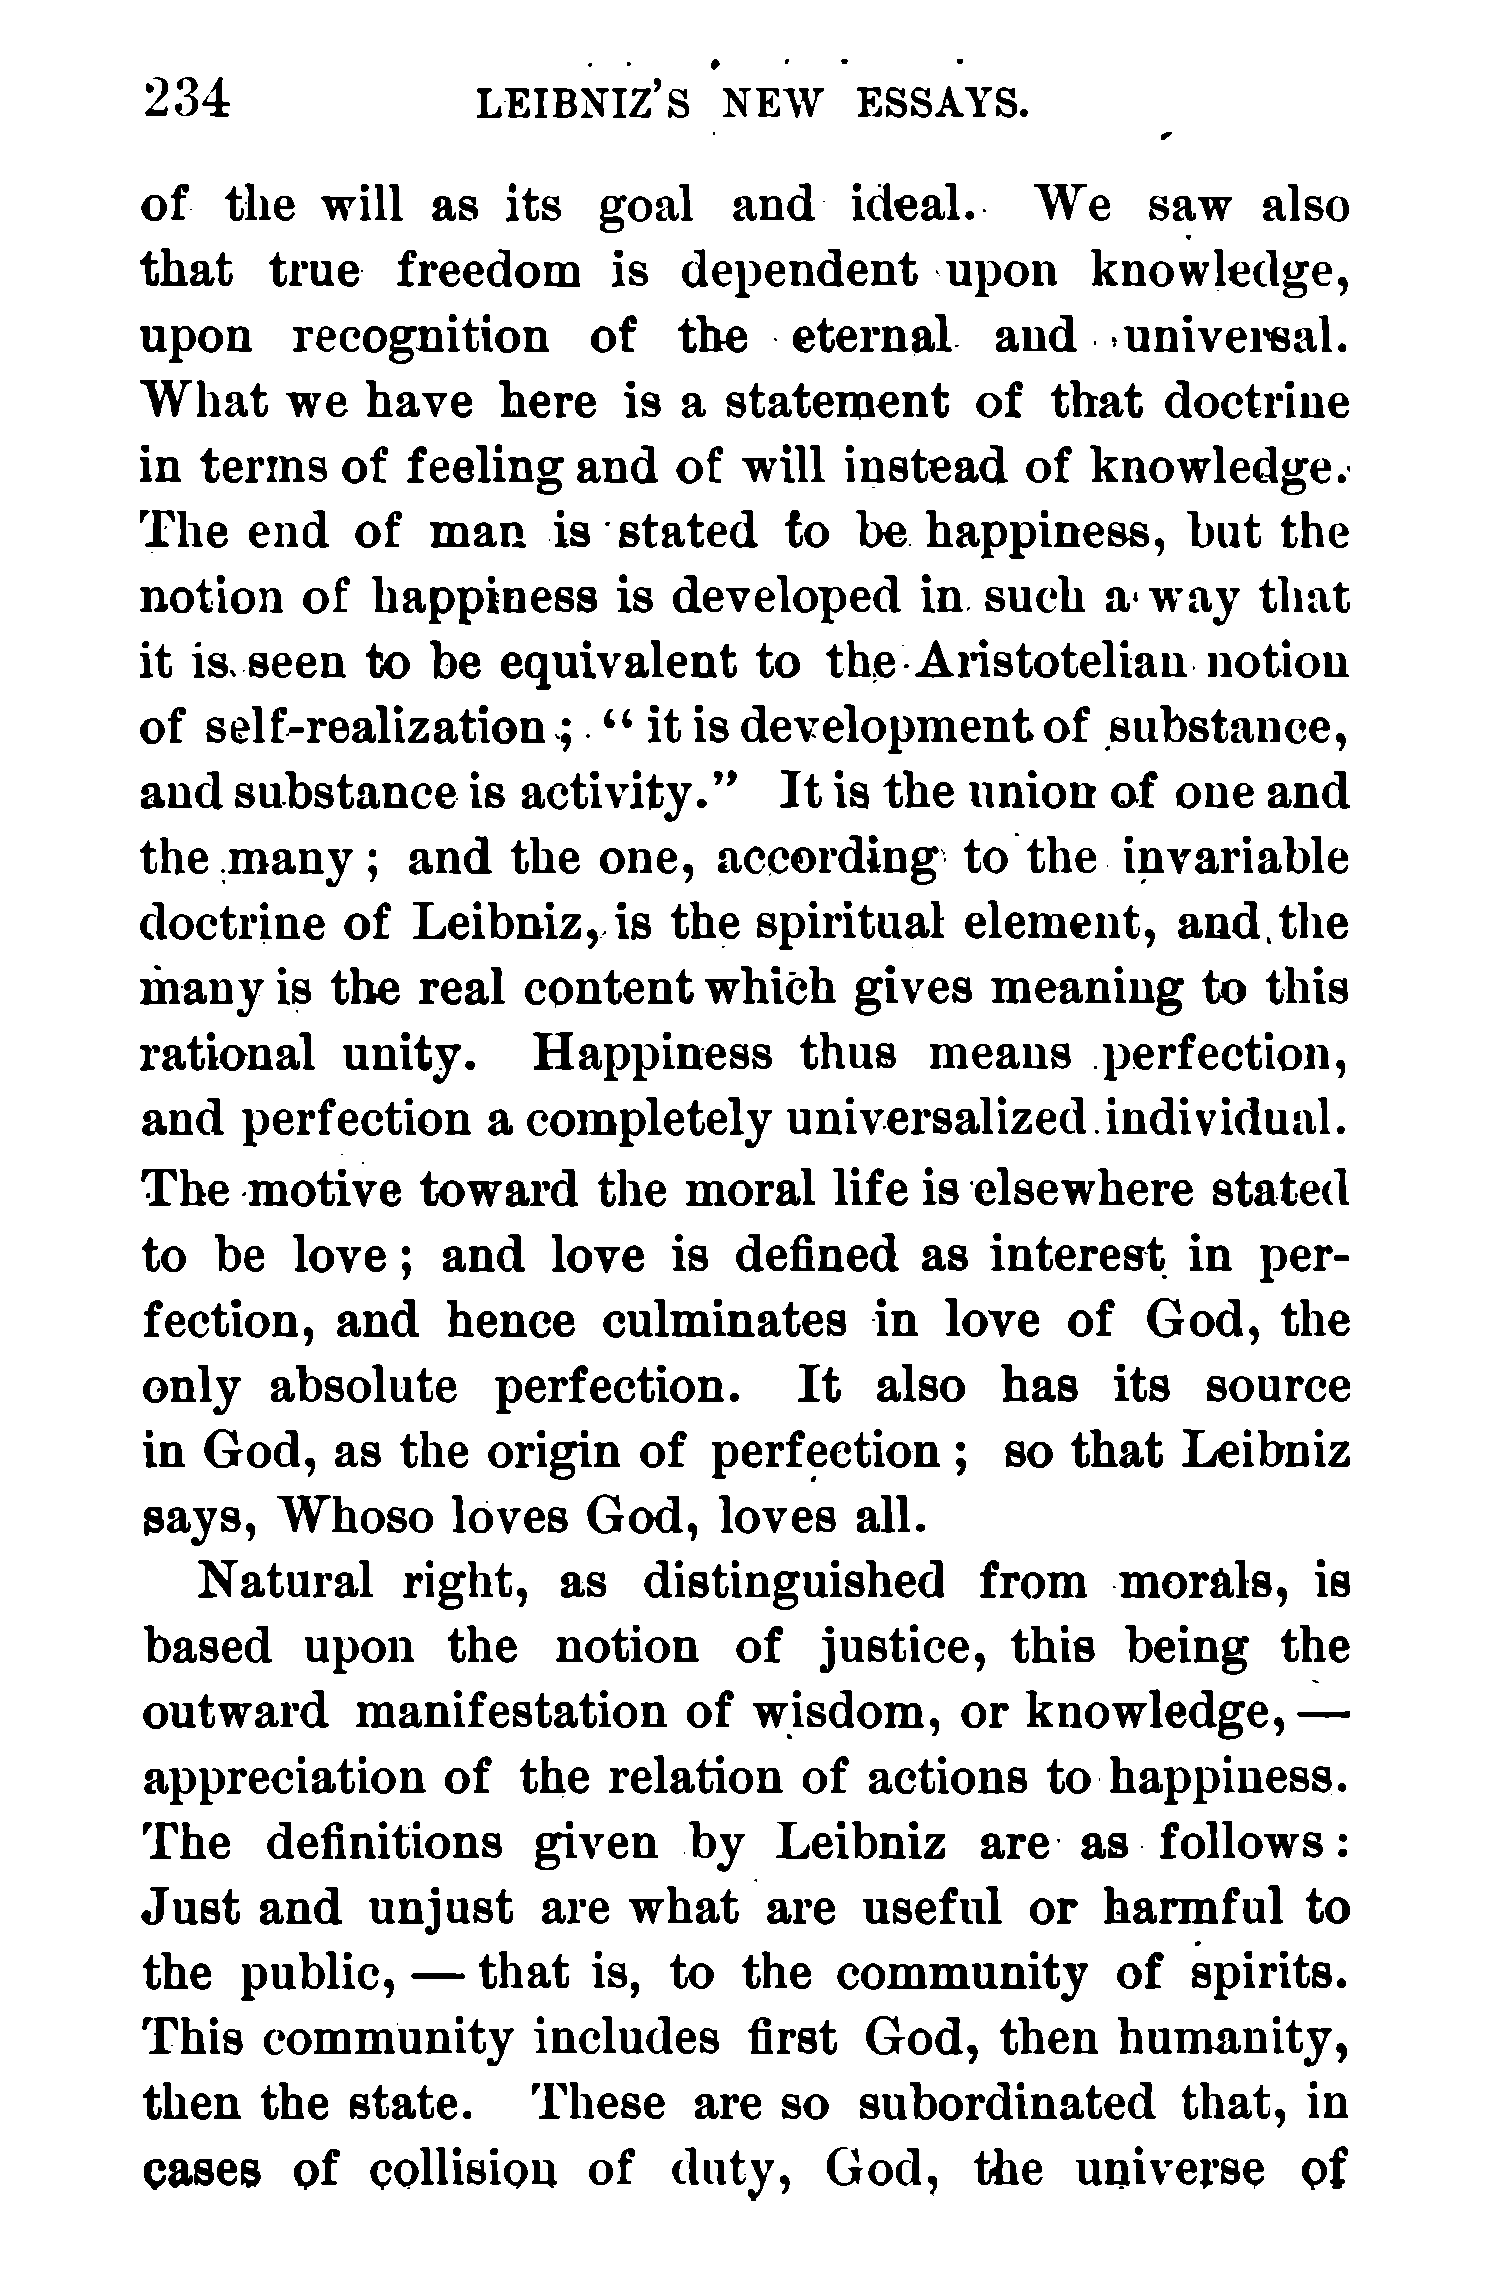 234 LEIBNIZ'S NEW ESSAYS.
of the will as its goal and ideal. We saw also
that true freedom is dependent upon knowledge,
upon recognition of the eternal and universal.
What we have here is a statement of that doctrine
in terms of feeling and of will instead of knowledge.
The end of man is stated to be happiness, but the
notion of happiness is developed in such a way that
it is seen to be equivalent to the Aristotelian notion
of self-realization; "it is development of substance,
and substance is activity." It is the union of one and
the many; and the one, according to the invariable
doctrine of Leibniz, is the spiritual element, and the
many is the real content which gives meaning to this
rational unity. Happiness thus means perfection,
and perfection a completely universalized individual.
The motive toward the moral life is elsewhere stated
to be love; and love is defined as interest in per-
fection, and hence culminates in love of God, the
only absolute perfection. It also has its source
in God, as the origin of perfection; so that Leibniz
says, Whoso loves God, loves all.
Natural right, as distinguished from morals, is
based upon the notion of justice, this being the
outward manifestation of wisdom, or knowledge, —
appreciation of the relation of actions to happiness.
The definitions given by Leibniz are as follows:
Just and unjust are what are useful or harmful to
the public, — that is, to the community of spirits.
This community includes first God, then humanity,
then the state. These are so subordinated that, in
cases of collision of duty, God, the universe of